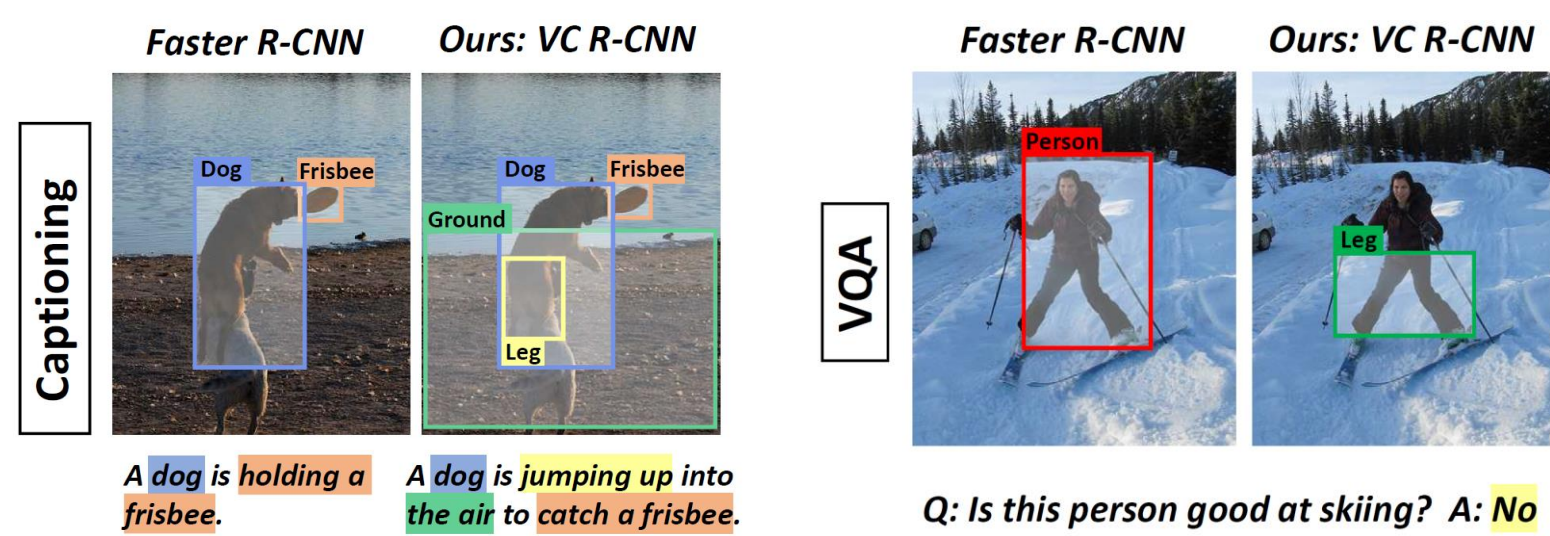 Faster R-CNN
Ours: VC R-CNN
Captioning
Dog
Frisbee
Dog
Frisbee
Ground
Leg
A dog is holding a
frisbee.
A dog is jumping up into
the air to catch a frisbee.
Faster R-CNN
Ours: VC R-CNN
VQA
Person
Leg
Q: Is this person good at skiing? A: No